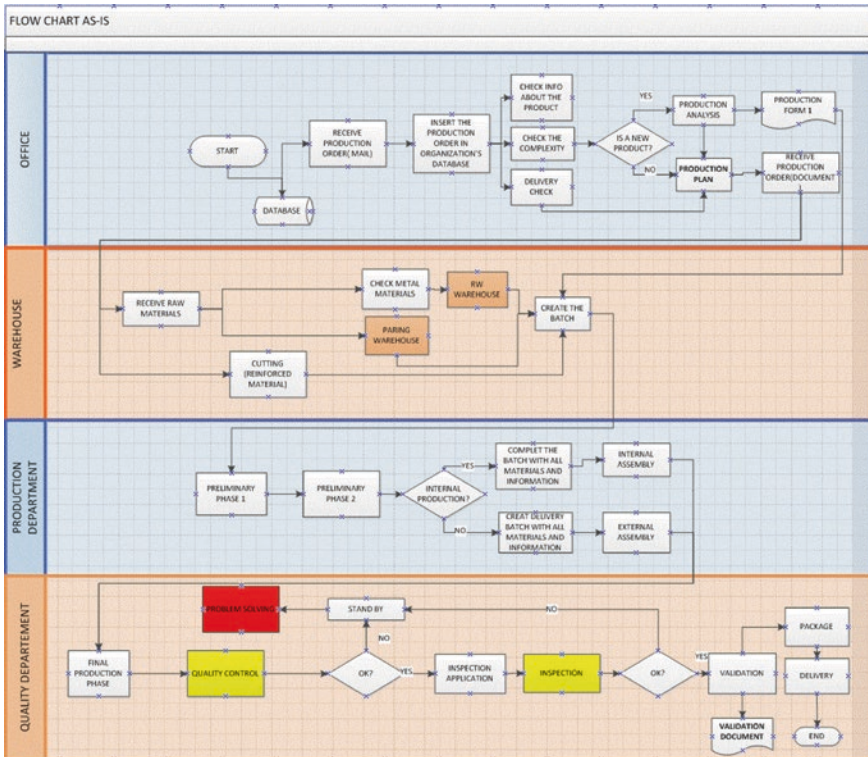 FLOW CHART AS-IS
OFFICE
START
DATABASE
RECEIVE
PRODUCTION
ORDER( MAIL)
INSERT THE
PRODUCTION
ORDER IN
ORGANIZATION'S
DATABASE
CHECK INFO
ABOUT THE
PRODUCT
CHECK THE
COMPLEXITY
DELIVERY
CHECK
IS A NEW
PRODUCT?
YES
NO
PRODUCTION
ANALYSIS
PRODUCTION
PLAN
PRODUCTION
FORM 1
RECEIVE
PRODUCTION
ORDER(DOCUMENT
WAREHOUSE
RECEIVE RAW
MATERIALS
CHECK METAL
MATERIALS
RW
WAREHOUSE
PARING
WAREHOUSE
CUTTING
(REINFORCED
MATERIAL)
CREATE THE
BATCH
PRODUCTION
DEPARTMENT
PRELIMINARY
PHASE 1
PRELIMINARY
PHASE 2
INTERNAL
PRODUCTION?
YES
NO
COMPLET THE
BATCH WITH ALL
MATERIALS AND
INFORMATION
INTERNAL
ASSEMBLY
CREAT DELIVERY
BATCH WITH ALL
MATERIALS AND
INFORMATION
EXTERNAL
ASSEMBLY
QUALITY DEPARTEMENT
FINAL
PRODUCTION
PHASE
PROBLEM SOLVING
QUALITY CONTROL
STAND BY
NO
OK?
YES
INSPECTION
APPLICATION
INSPECTION
NO
OK?
YES
VALIDATION
VALIDATION
DOCUMENT
PACKAGE
DELIVERY
END